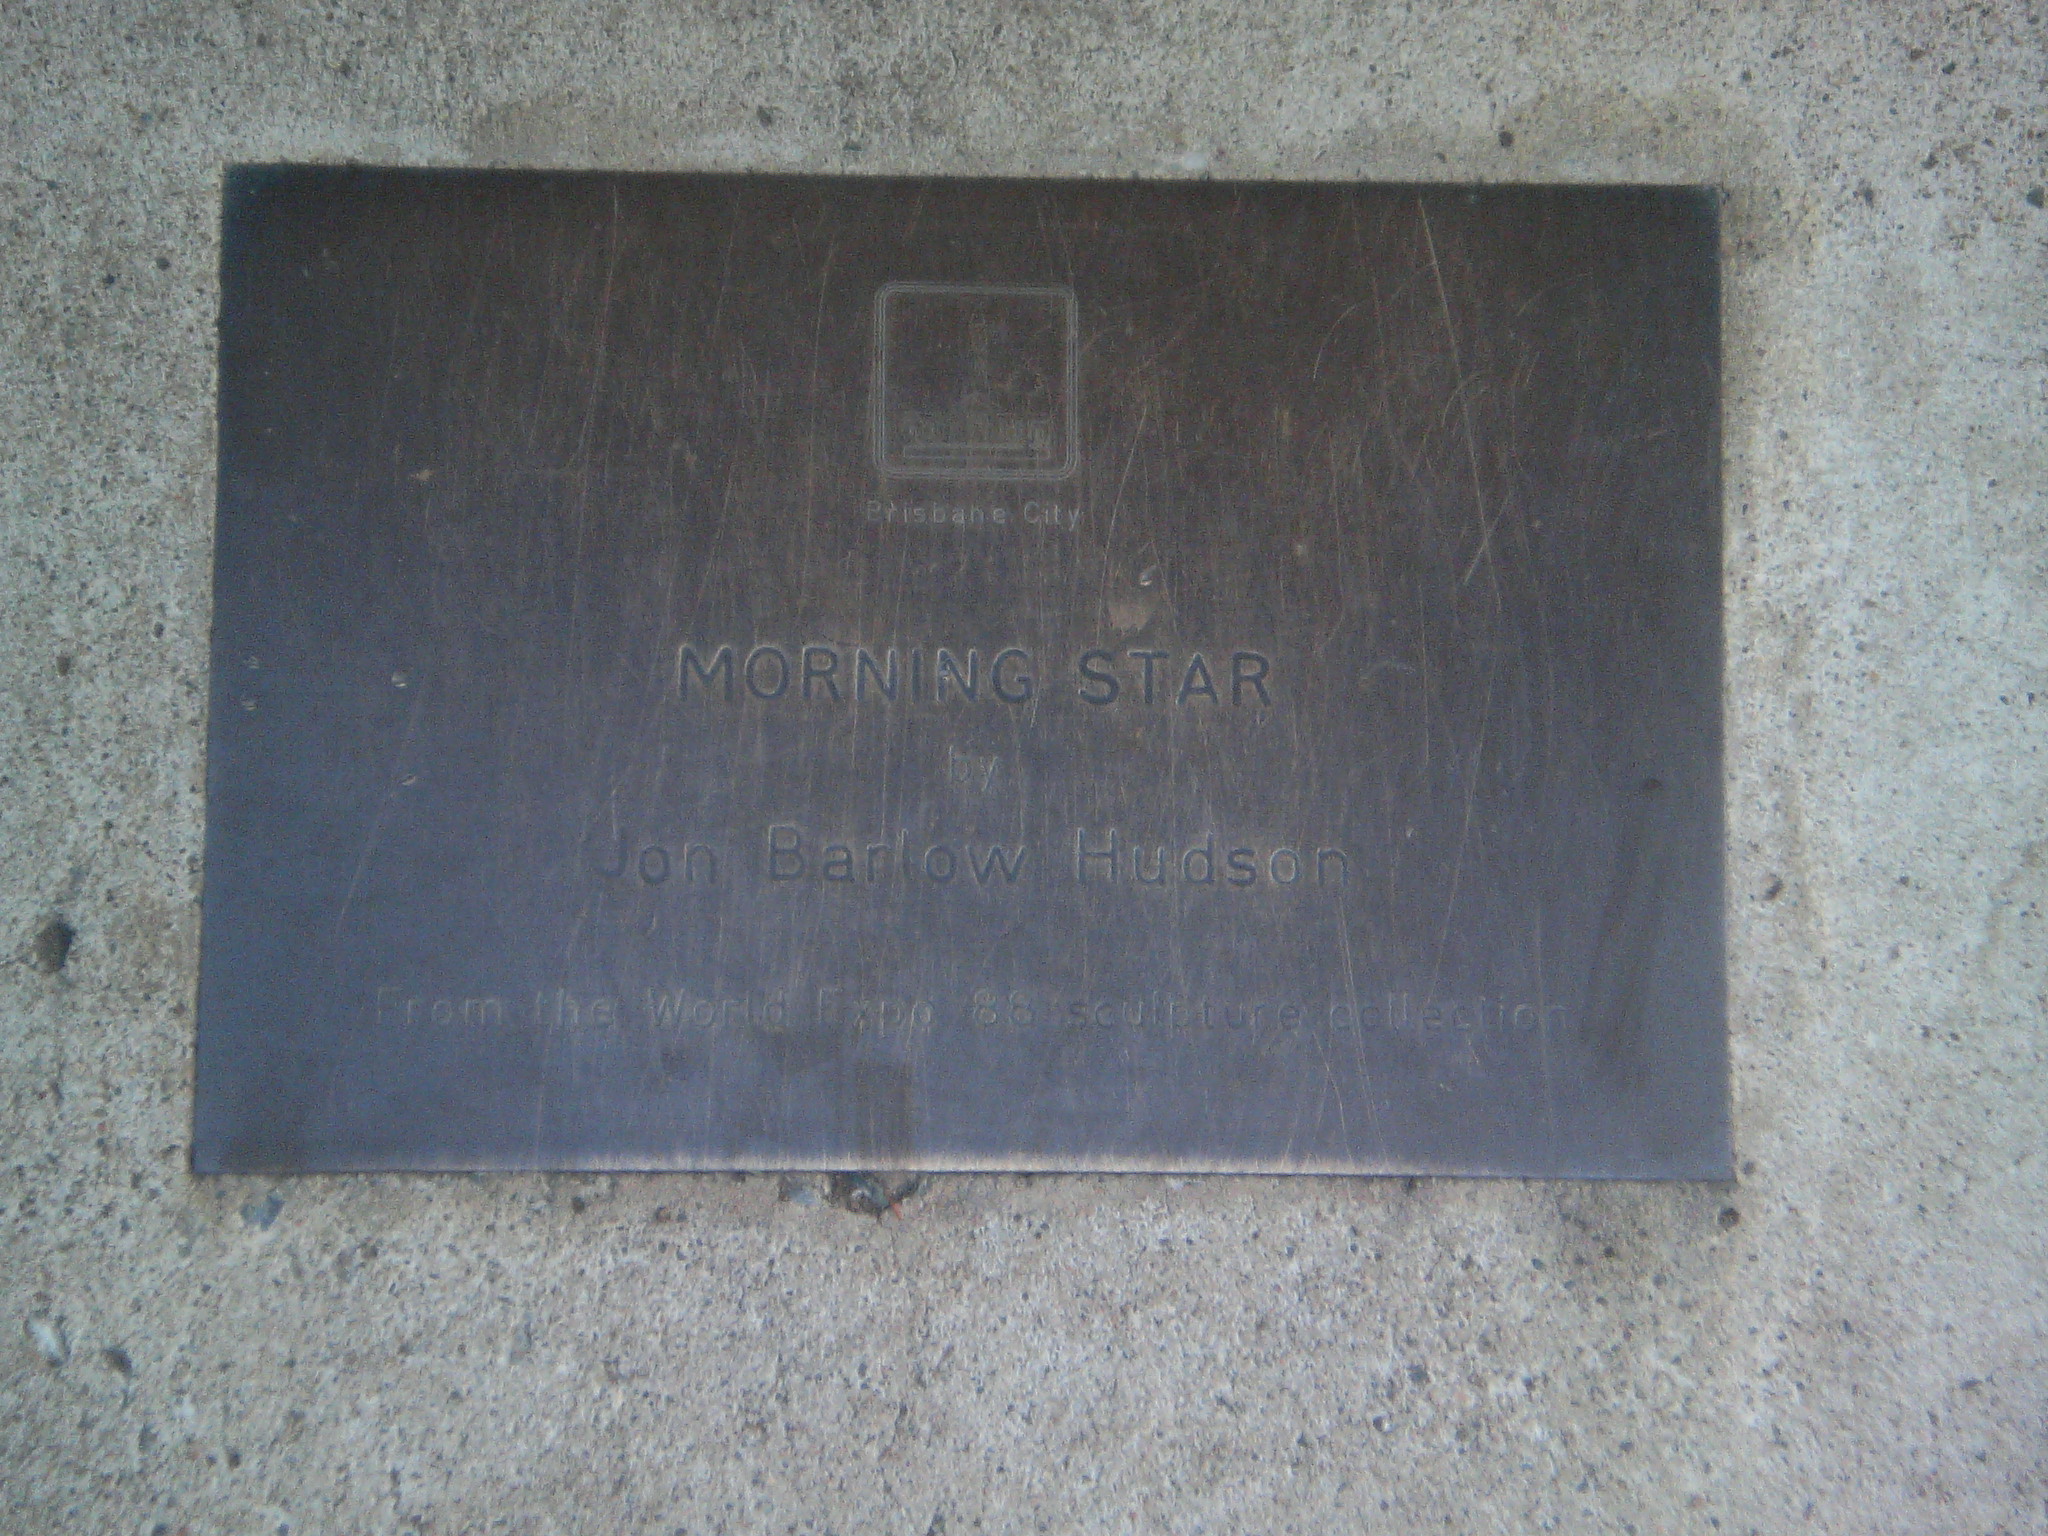 Brisbane City
MORNING STAR
by
Jon Barlow Hudson
From the World Expo 88 sculpture collection